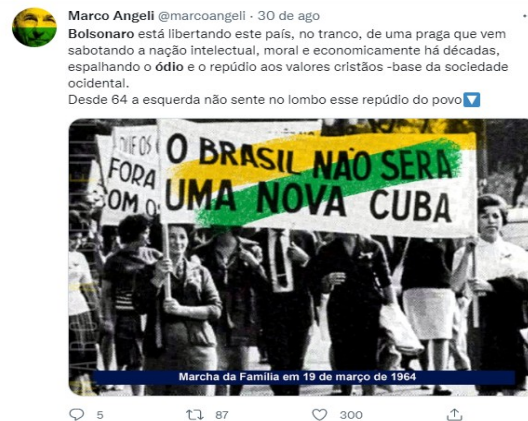 Marco Angeli @marcoangeli · 30 de ago
Bolsonaro está libertando este país, no tranco, de uma praga que vem
sabotando a nação intelectual, moral e economicamente há décadas,
espalhando o ódio e o repúdio aos valores cristãos -base da sociedade
ocidental.
Desde 64 a esquerda não sente no lombo esse repúdio do povo
O BRASIL NÃO SERA
UMA NOVA CUBA
FORA
COM O
Marcha da Família em 19 de março de 1964
5 87 300